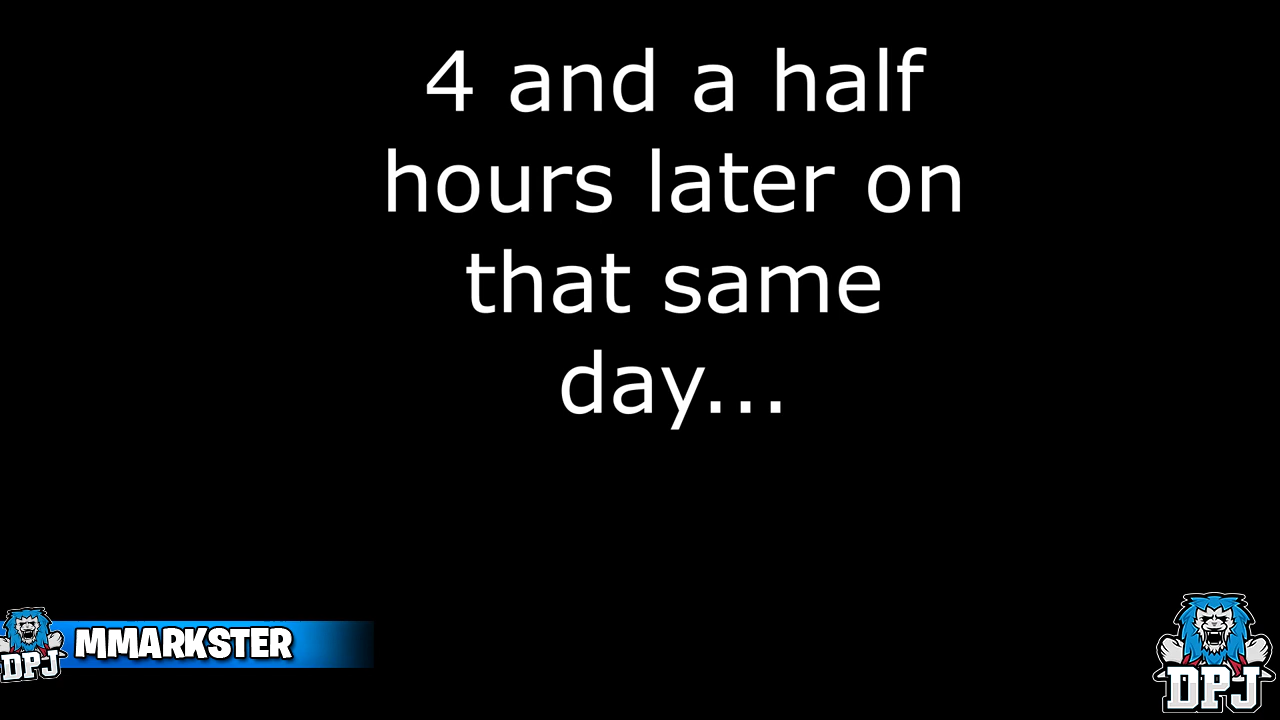 4 and a half
hours later on
that same
day...
MMARKSTER
DPJ
DPJ